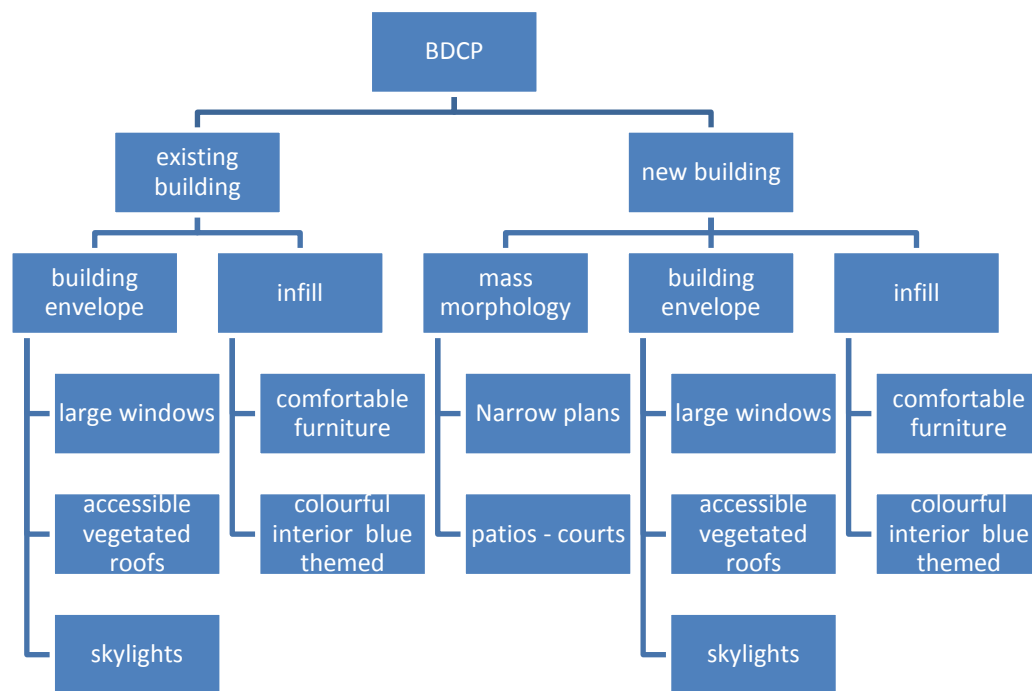 BDCP
existing
building
new building
building
envelope
infill
mass
morphology
building
envelope
infill
large windows
comfortable
furniture
Narrow plans
large windows
comfortable
furniture
accessible
vegetated
roofs
colourful
interior blue
themed
patios - courts
accessible
vegetated
roofs
colourful
interior blue
themed
skylights
skylights